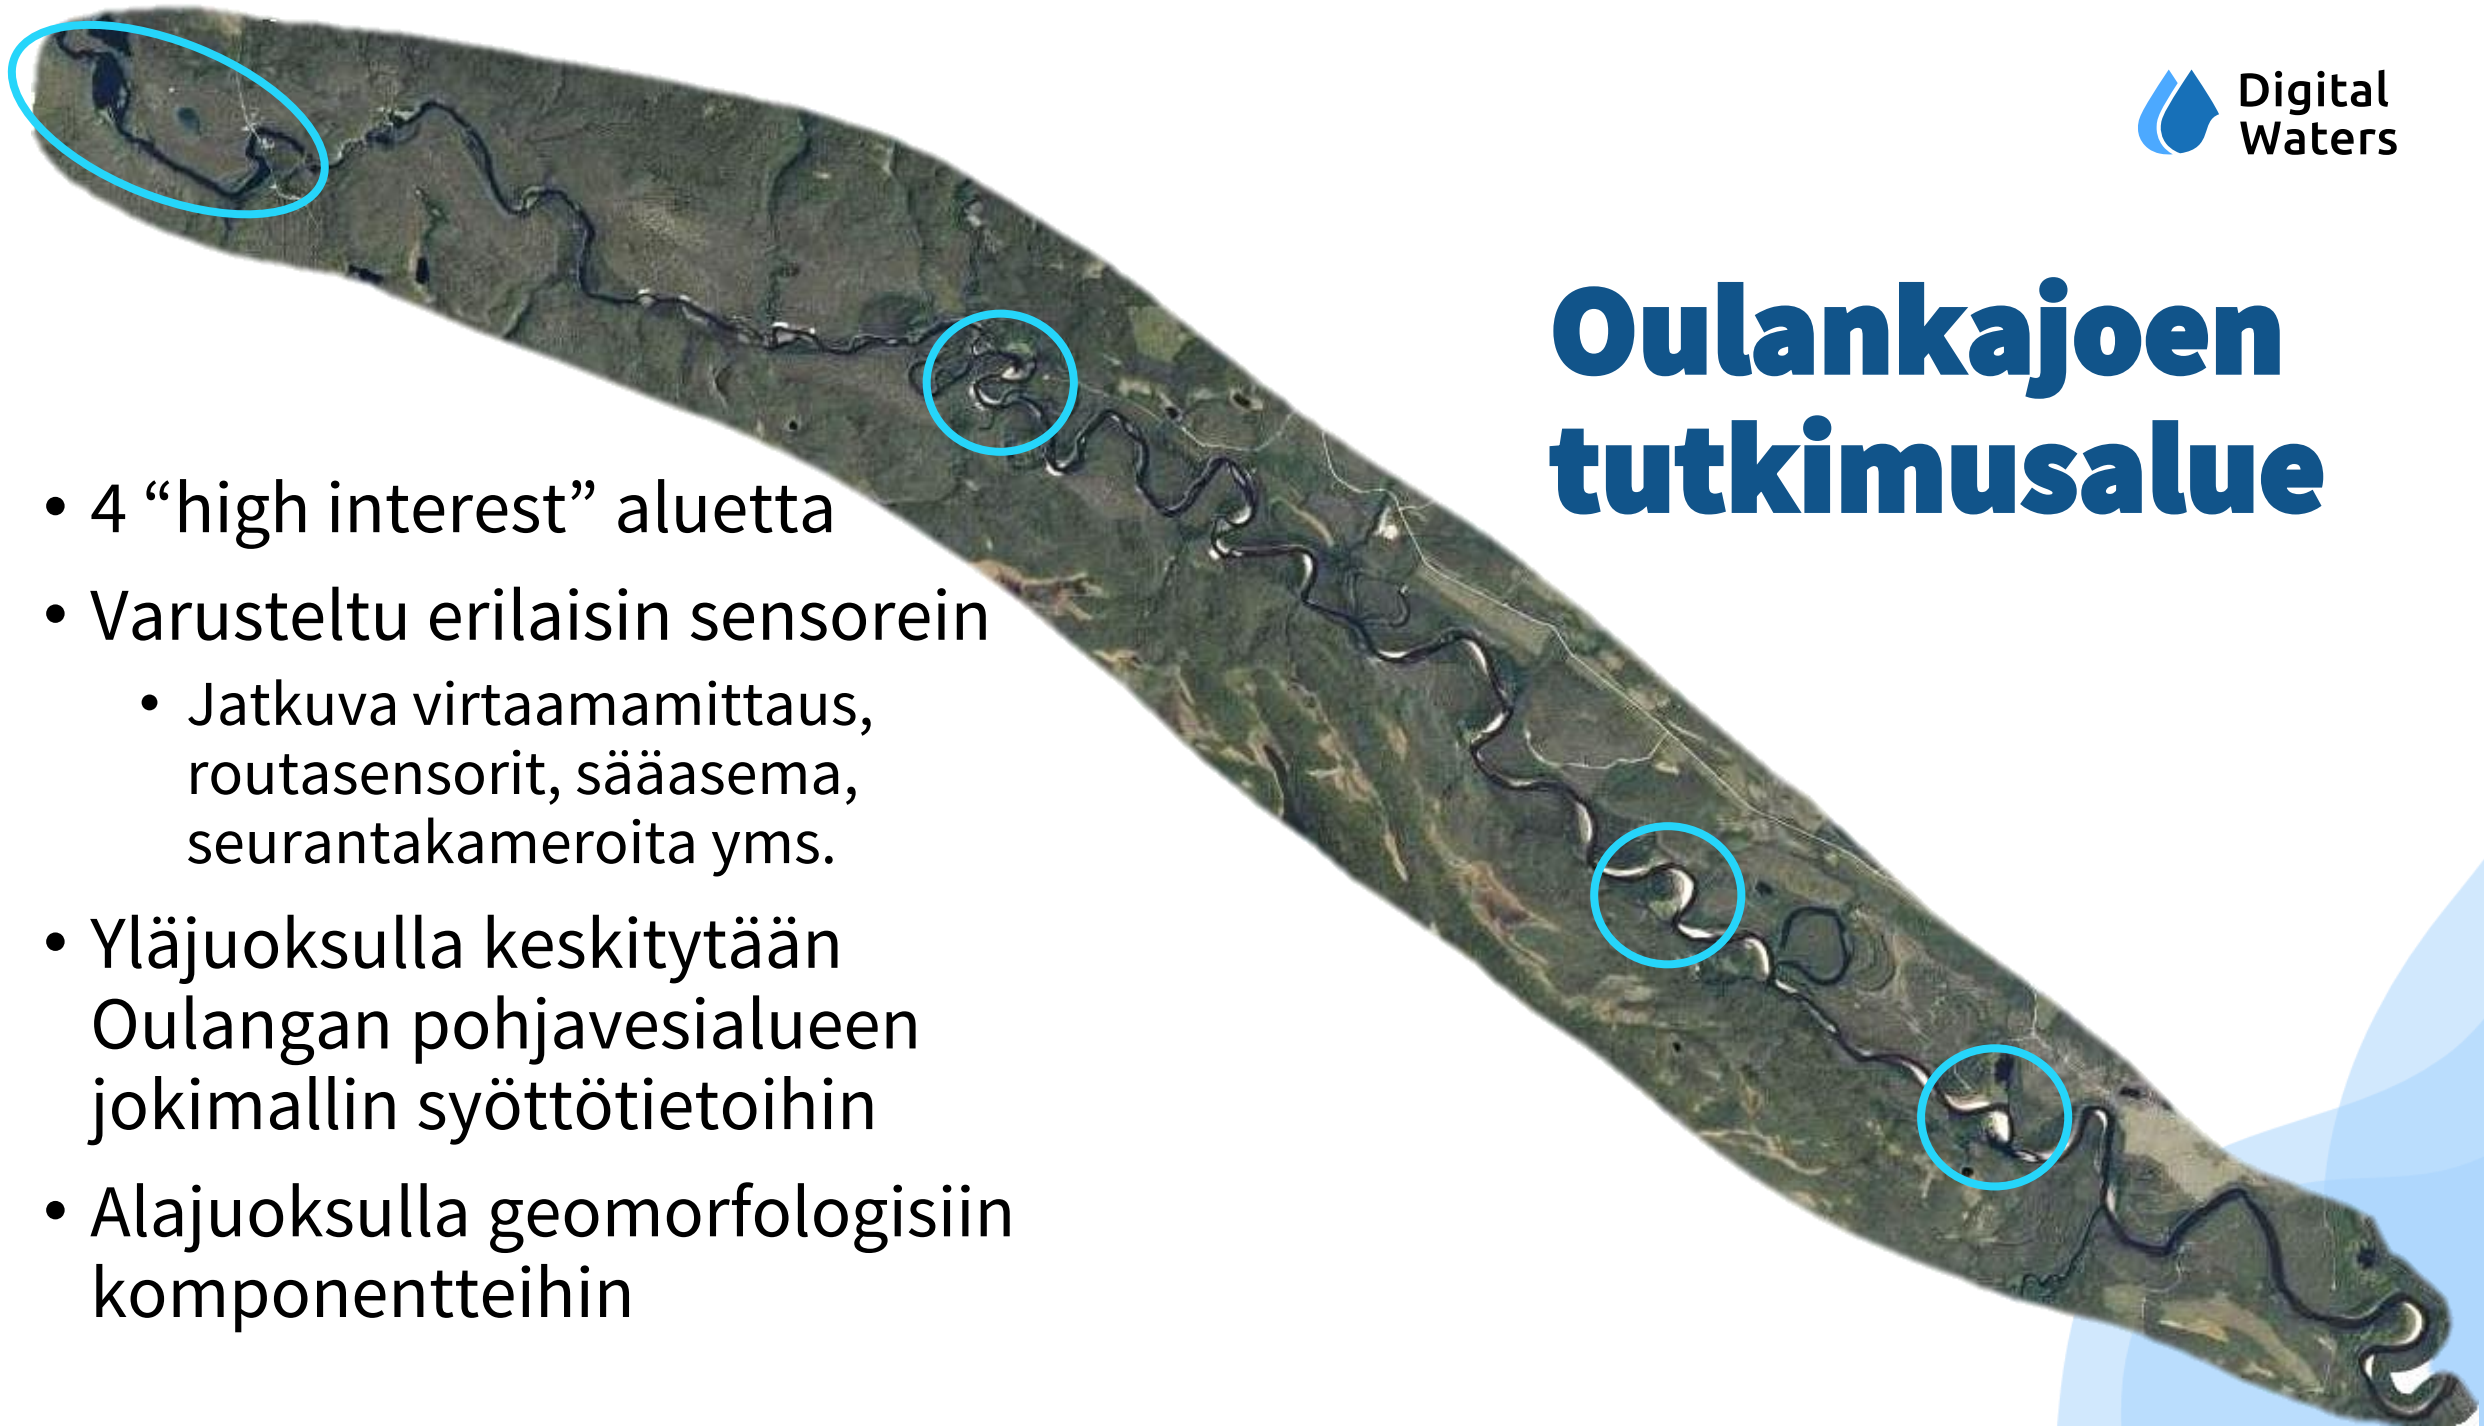 Digital
Waters
Oulankajoen
tutkimusalue
• 4 “high interest” aluetta
• Varusteltu erilaisin sensorein
• Jatkuva virtaamamittaus,
routasensorit, sääasema,
seurantakameroita yms.
• Yläjuoksulla keskitytään
Oulangan pohjavesialueen
jokimallin syöttötietoihin
• Alajuoksulla geomorfologisiin
komponentteihin